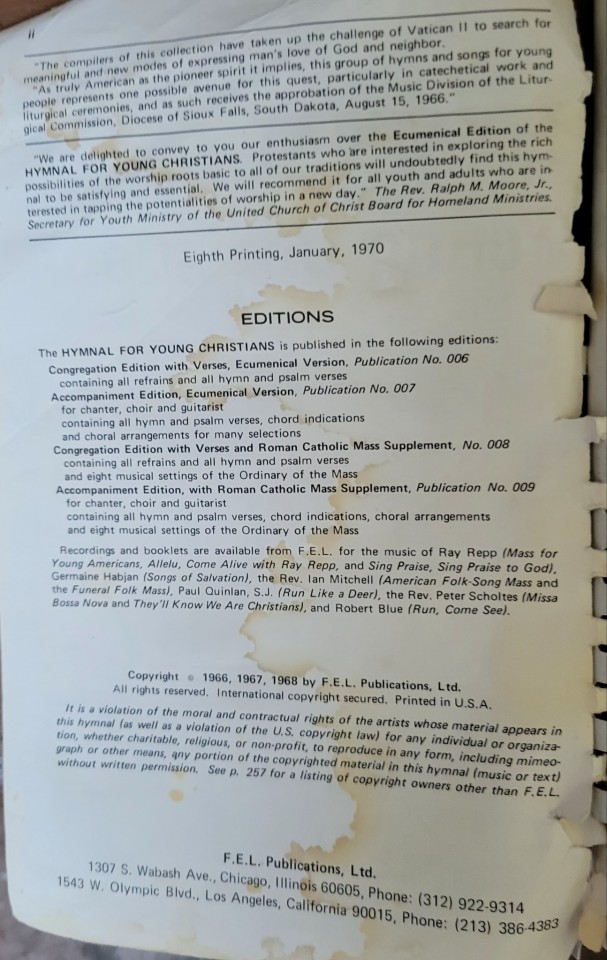 ii
"The compilers of this collection have taken up the challenge of Vatican II to search for
meaningful and new modes of expressing man's love of God and neighbor.
"As truly American as the pioneer spirit it implies, this group of hymns and songs for young
people represents one possible avenue for this quest, particularly in catechetical work and
liturgical ceremonies, and as such receives the approbation of the Music Division of the Litur-
gical Commission, Diocese of Sioux Falls, South Dakota, August 15, 1966."
"We are delighted to convey to you our enthusiasm over the Ecumenical Edition of the
HYMNAL FOR YOUNG CHRISTIANS. Protestants who are interested in exploring the rich
possibilities of the worship roots basic to all of our traditions will undoubtedly find this hym-
nal to be satisfying and essential. We will recommend it for all youth and adults who are in-
terested in tapping the potentialities of worship in a new day." The Rev. Ralph M. Moore, Jr.,
Secretary for Youth Ministry of the United Church of Christ Board for Homeland Ministries.
Eighth Printing, January, 1970
EDITIONS
The HYMNAL FOR YOUNG CHRISTIANS is published in the following editions:
Congregation Edition with Verses, Ecumenical Version, Publication No. 006
containing all refrains and all hymn and psalm verses
Accompaniment Edition, Ecumenical Version, Publication No. 007
for chanter, choir and guitarist
containing all hymn and psalm verses, chord indications
and choral arrangements for many selections
Congregation Edition with Verses and Roman Catholic Mass Supplement, No. 008
containing all refrains and all hymn and psalm verses
and eight musical settings of the Ordinary of the Mass
Accompaniment Edition, with Roman Catholic Mass Supplement, Publication No. 009
for chanter, choir and guitarist
containing all hymn and psalm verses, chord indications, choral arrangements
and eight musical settings of the Ordinary of the Mass
Recordings and booklets are available from F.E.L. for the music of Ray Repp (Mass for
Young Americans, Allelu, Come Alive with Ray Repp, and Sing Praise, Sing Praise to God),
Germaine Habjan (Songs of Salvation), the Rev. Ian Mitchell (American Folk-Song Mass and
the Funeral Folk Mass), Paul Quinlan, S.J. (Run Like a Deer), the Rev. Peter Scholtes (Missa
Bossa Nova and They'll Know We Are Christians), and Robert Blue (Run, Come See).
Copyright © 1966, 1967, 1968 by F.E.L. Publications, Ltd.
All rights reserved. International copyright secured. Printed in U.S.A.
It is a violation of the moral and contractual rights of the artists whose material appears in
this hymnal (as well as a violation of the U.S. copyright law) for any individual or organiza-
tion, whether charitable, religious, or non-profit, to reproduce in any form, including mimeo-
graph or other means, any portion of the copyrighted material in this hymnal (music or text)
without written permission. See p. 257 for a listing of copyright owners other than F.E.L.
F.E.L. Publications, Ltd.
1307 S. Wabash Ave., Chicago, Illinois 60605, Phone: (312) 922-9314
1543 W. Olympic Blvd., Los Angeles, California 90015, Phone: (213) 386-4383